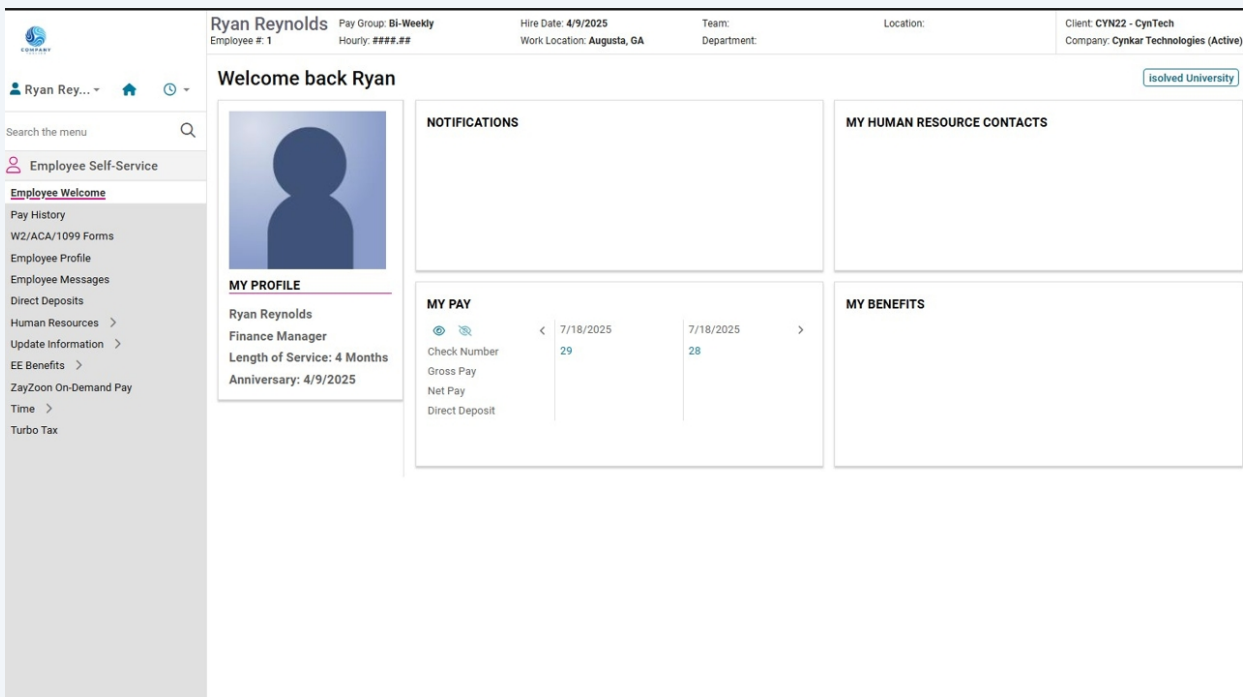 COMPANY
Ryan Reynolds
Pay Group: Bi-Weekly
Hire Date: 4/9/2025
Team:
Location:
Client: CYN22 - CynTech
Employee #: 1
Hourly: ####.##
Work Location: Augusta, GA
Department:
Company: Cynkar Technologies (Active)
Ryan Rey...
Search the menu
Employee Self-Service
Employee Welcome
Pay History
W2/ACA/1099 Forms
Employee Profile
Employee Messages
Direct Deposits
Human Resources
Update Information
EE Benefits
ZayZoon On-Demand Pay
Time
Turbo Tax
Welcome back Ryan
isolved University
MY PROFILE
Ryan Reynolds
Finance Manager
Length of Service: 4 Months
Anniversary: 4/9/2025
NOTIFICATIONS
MY HUMAN RESOURCE CONTACTS
MY PAY
7/18/2025 7/18/2025
Check Number 29 28
Gross Pay
Net Pay
Direct Deposit
MY BENEFITS